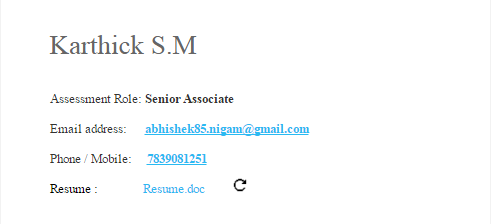 Karthick S.M
Assessment Role: Senior Associate
Email address: abhishek85.nigam@gmail.com
Phone / Mobile: 7839081251
Resume : Resume.doc